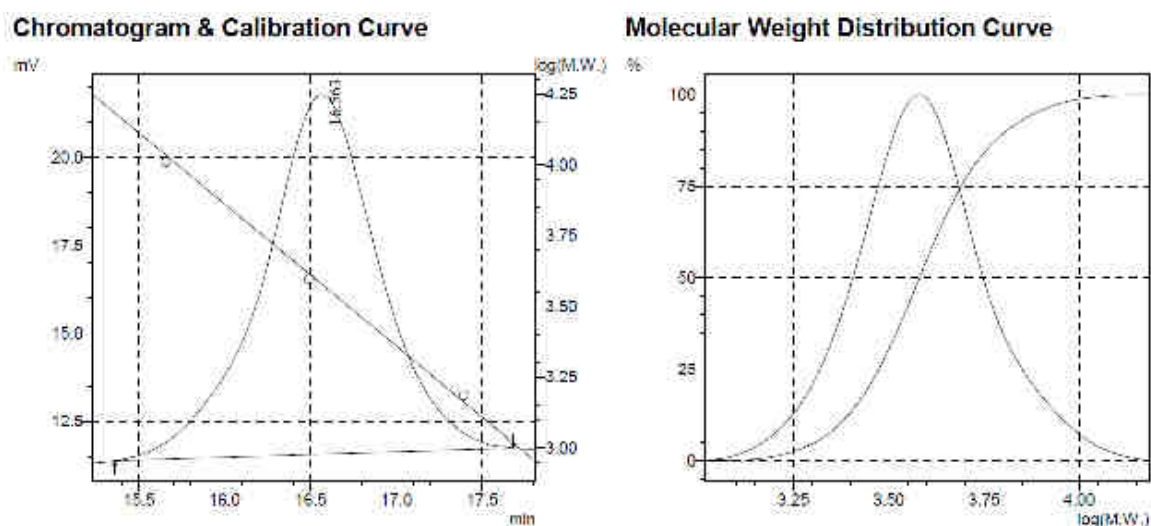 Chromatogram & Calibration Curve
mV
log(M.W.)
16.563
4.25
20.0
4.00
17.5
3.75
3.50
15.0
3.25
12.5
3.00
15.5 16.0 16.5 17.0 17.5
min
Molecular Weight Distribution Curve
%
100
75
50
25
0
3.25 3.50 3.75 4.00
log(M.W.)